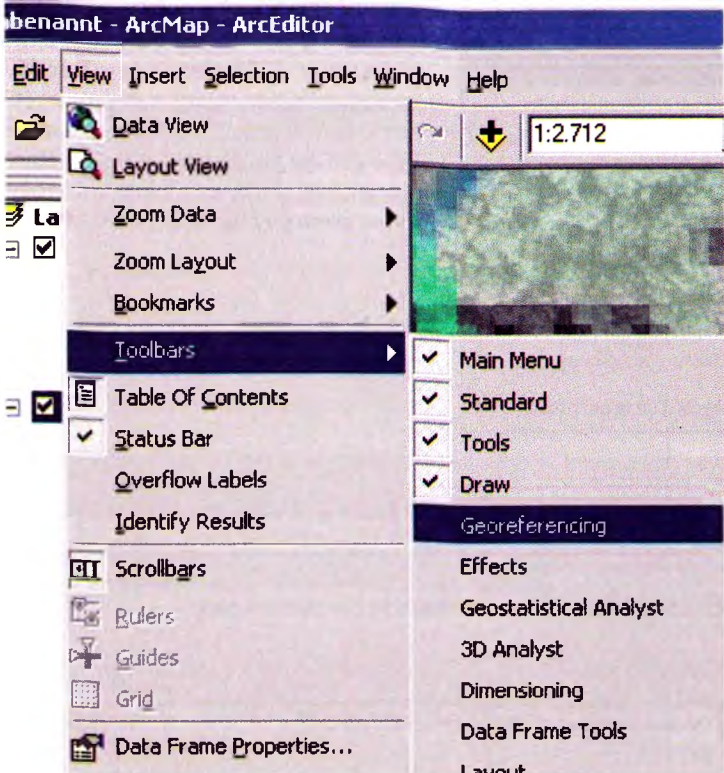 benannt - ArcMap - ArcEditor
Edit View Insert Selection Tools Window Help
Data View
1:2.712
Layout View
La
Zoom Data
Zoom Layout
Bookmarks
Toolbars
Main Menu
Table Of Contents
Standard
Status Bar
Tools
Overflow Labels
Draw
Identify Results
Georeferencing
Scrollbars
Effects
Rulers
Geostatistical Analyst
Guides
3D Analyst
Grid
Dimensioning
Data Frame Properties...
Data Frame Tools
Layout